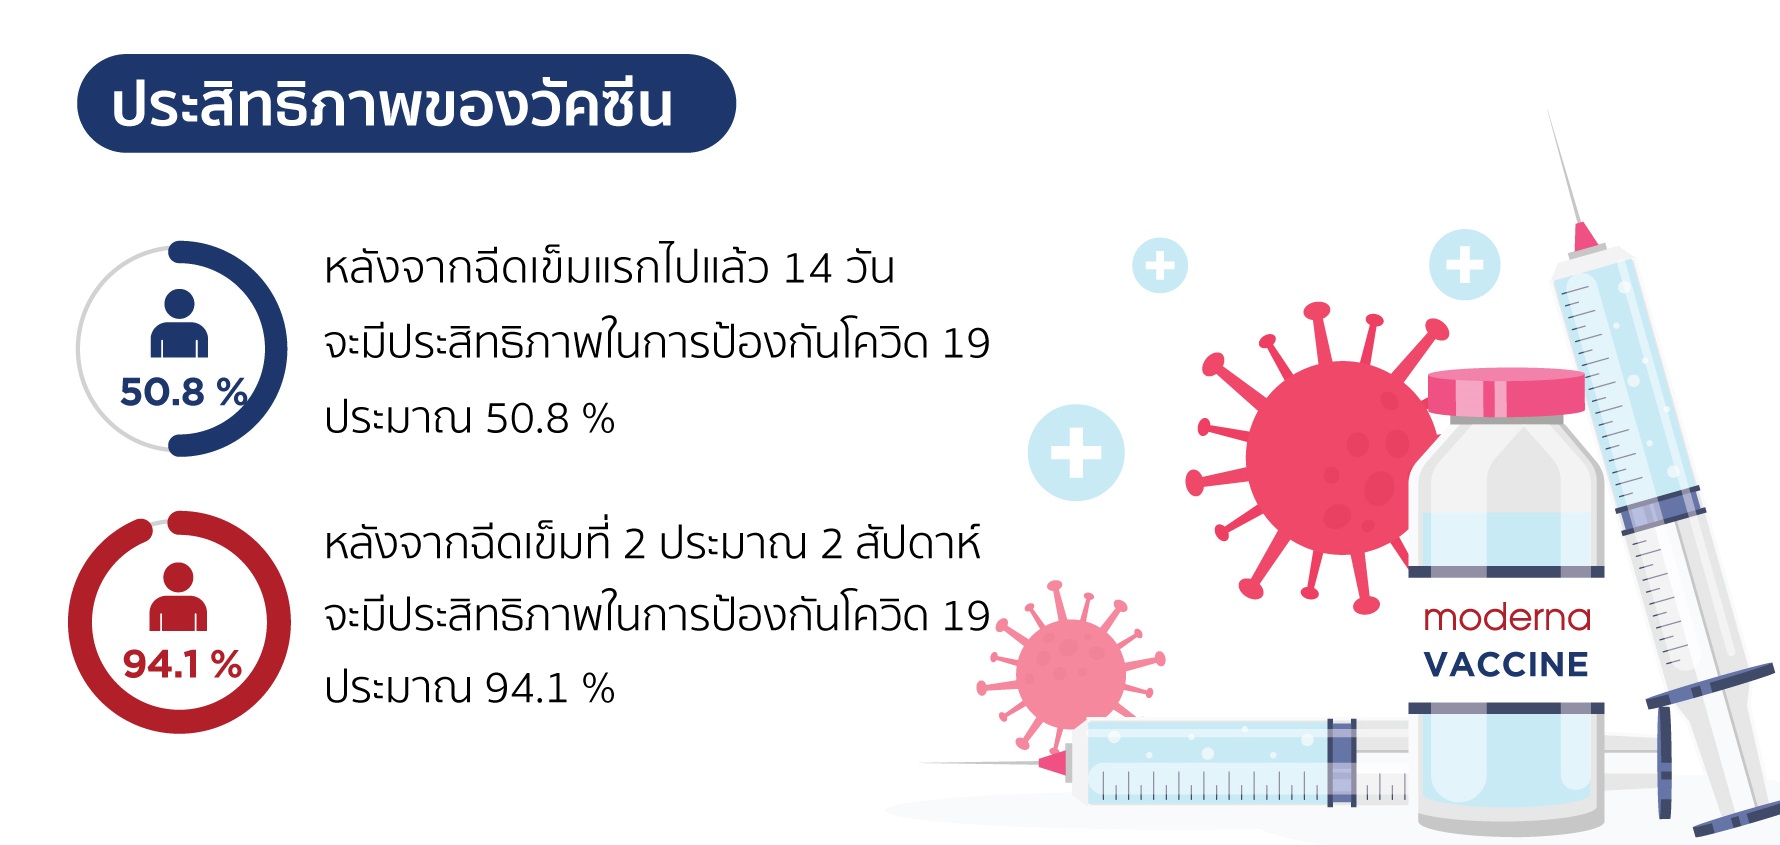 ประสิทธิภาพของวัคซีน
50.8 %
หลังจากฉีดเข็มแรกไปแล้ว 14 วัน
จะมีประสิทธิภาพในการป้องกันโควิด 19
ประมาณ 50.8 %
94.1 %
หลังจากฉีดเข็มที่ 2 ประมาณ 2 สัปดาห์
จะมีประสิทธิภาพในการป้องกันโควิด 19
ประมาณ 94.1 %
moderna
VACCINE